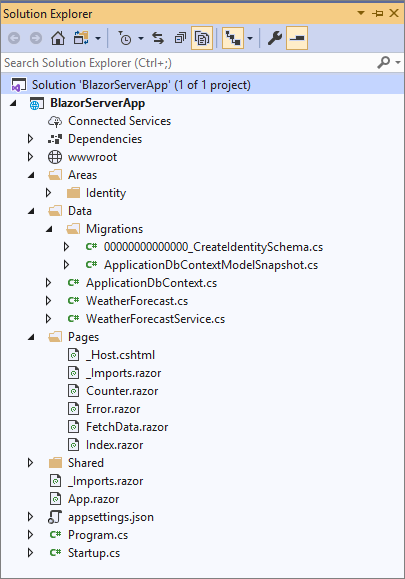 Solution Explorer
Search Solution Explorer (Ctrl+;)
Solution 'BlazorServerApp' (1 of 1 project)
BlazorServerApp
Connected Services
Dependencies
wwwroot
Areas
Identity
Data
Migrations
C# 00000000000000_CreateIdentitySchema.cs
C# ApplicationDbContextModelSnapshot.cs
C# ApplicationDbContext.cs
C# WeatherForecast.cs
C# WeatherForecastService.cs
Pages
_Host.cshtml
_Imports.razor
Counter.razor
Error.razor
FetchData.razor
Index.razor
Shared
_Imports.razor
App.razor
appsettings.json
C# Program.cs
C# Startup.cs